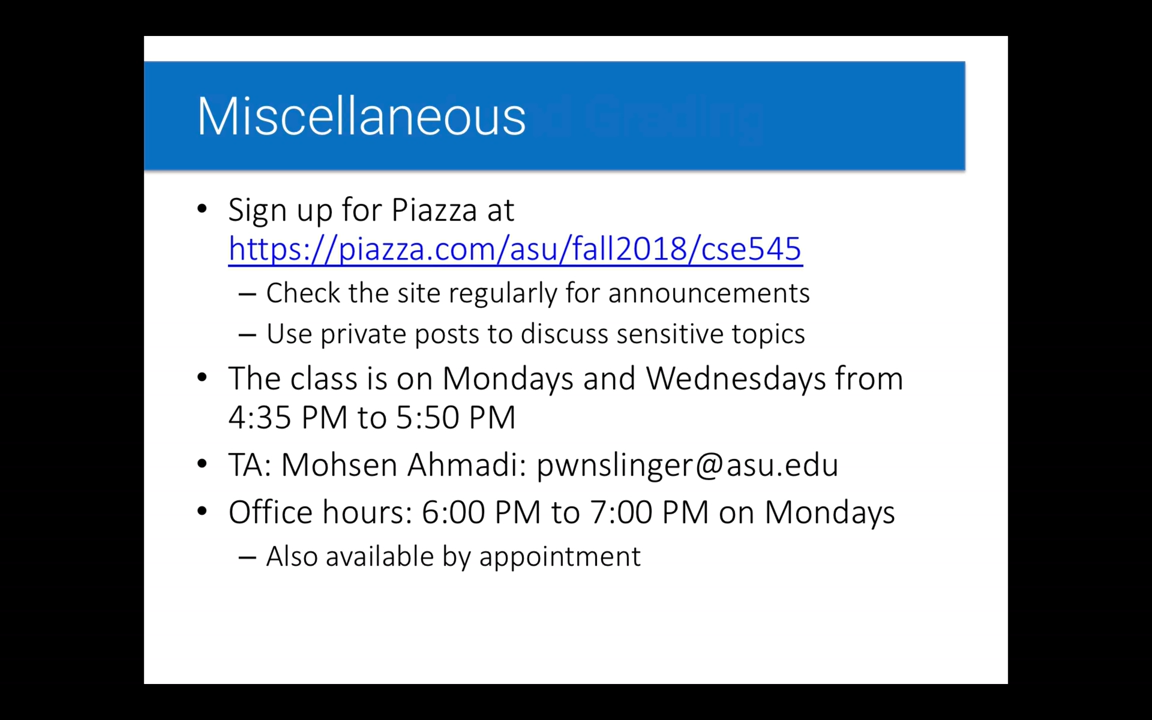 Miscellaneous
• Sign up for Piazza at
https://piazza.com/asu/fall2018/cse545
– Check the site regularly for announcements
– Use private posts to discuss sensitive topics
• The class is on Mondays and Wednesdays from
4:35 PM to 5:50 PM
• TA: Mohsen Ahmadi: pwnslinger@asu.edu
• Office hours: 6:00 PM to 7:00 PM on Mondays
– Also available by appointment